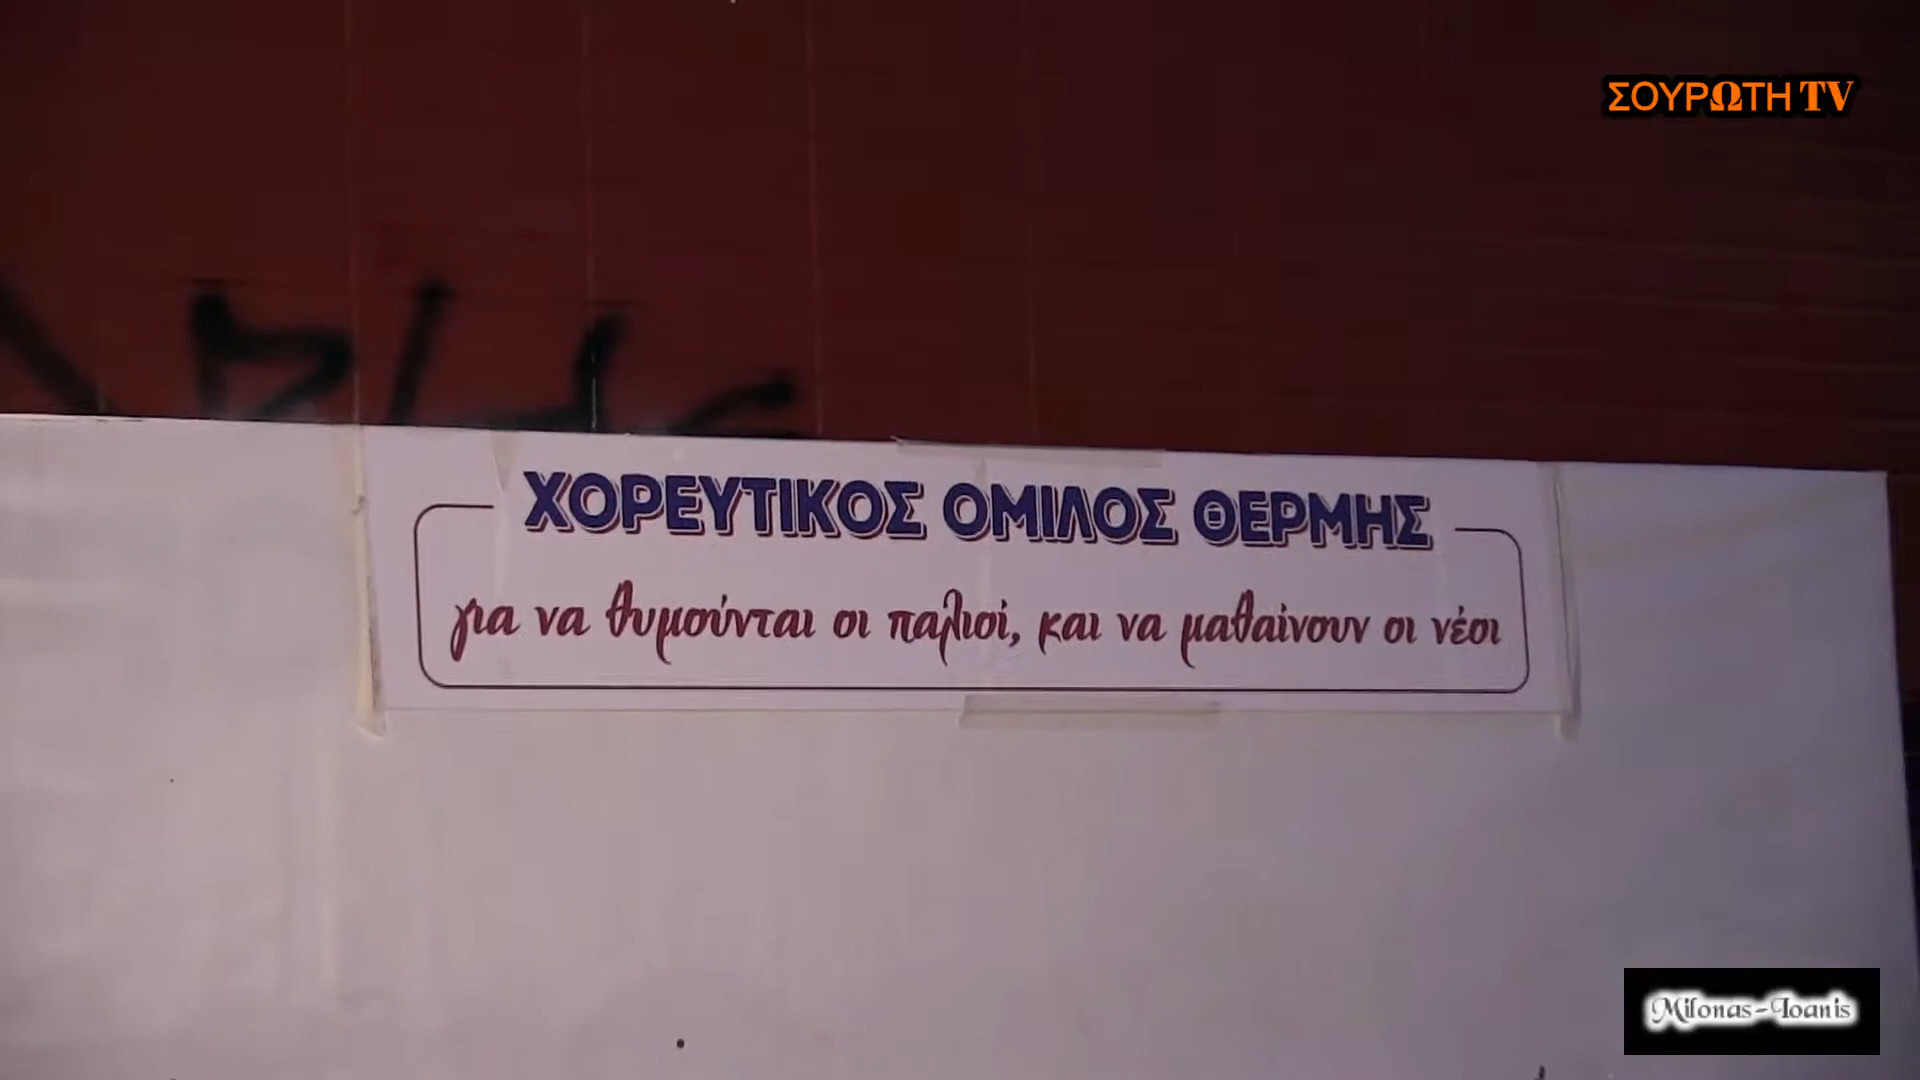 ΣΟΥΡΩΤΗ TV
ΧΟΡΕΥΤΙΚΟΣ ΟΜΙΛΟΣ ΘΕΡΜΗΣ
για να θυμούνται οι παλιοί, και να μαθαίνουν οι νέοι
Milonas-Ioanis